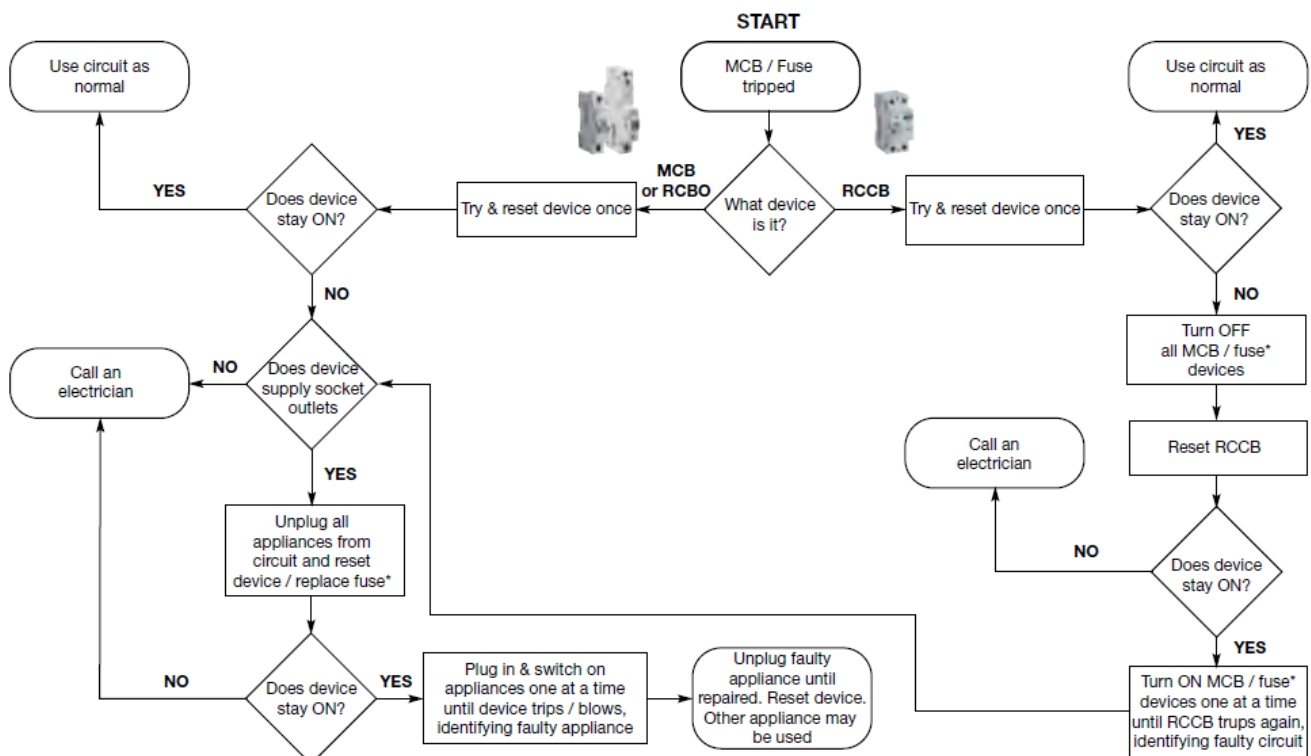 START
MCB / Fuse
tripped
What device
is it?
MCB
or RCBO
Try & reset device once
Does device
stay ON?
YES
Use circuit as
normal
NO
Does device
supply socket
outlets
NO
Call an
electrician
YES
Unplug all
appliances from
circuit and reset
device / replace fuse*
Does device
stay ON?
NO
YES
Plug in & switch on
appliances one at a time
until device trips / blows,
identifying faulty appliance
Unplug faulty
appliance until
repaired. Reset device.
Other appliance may
be used
RCCB
Try & reset device once
Does device
stay ON?
YES
Use circuit as
normal
NO
Turn OFF
all MCB / fuse*
devices
Reset RCCB
Does device
stay ON?
NO
Call an
electrician
YES
Turn ON MCB / fuse*
devices one at a time
until RCCB trups again,
identifying faulty circuit